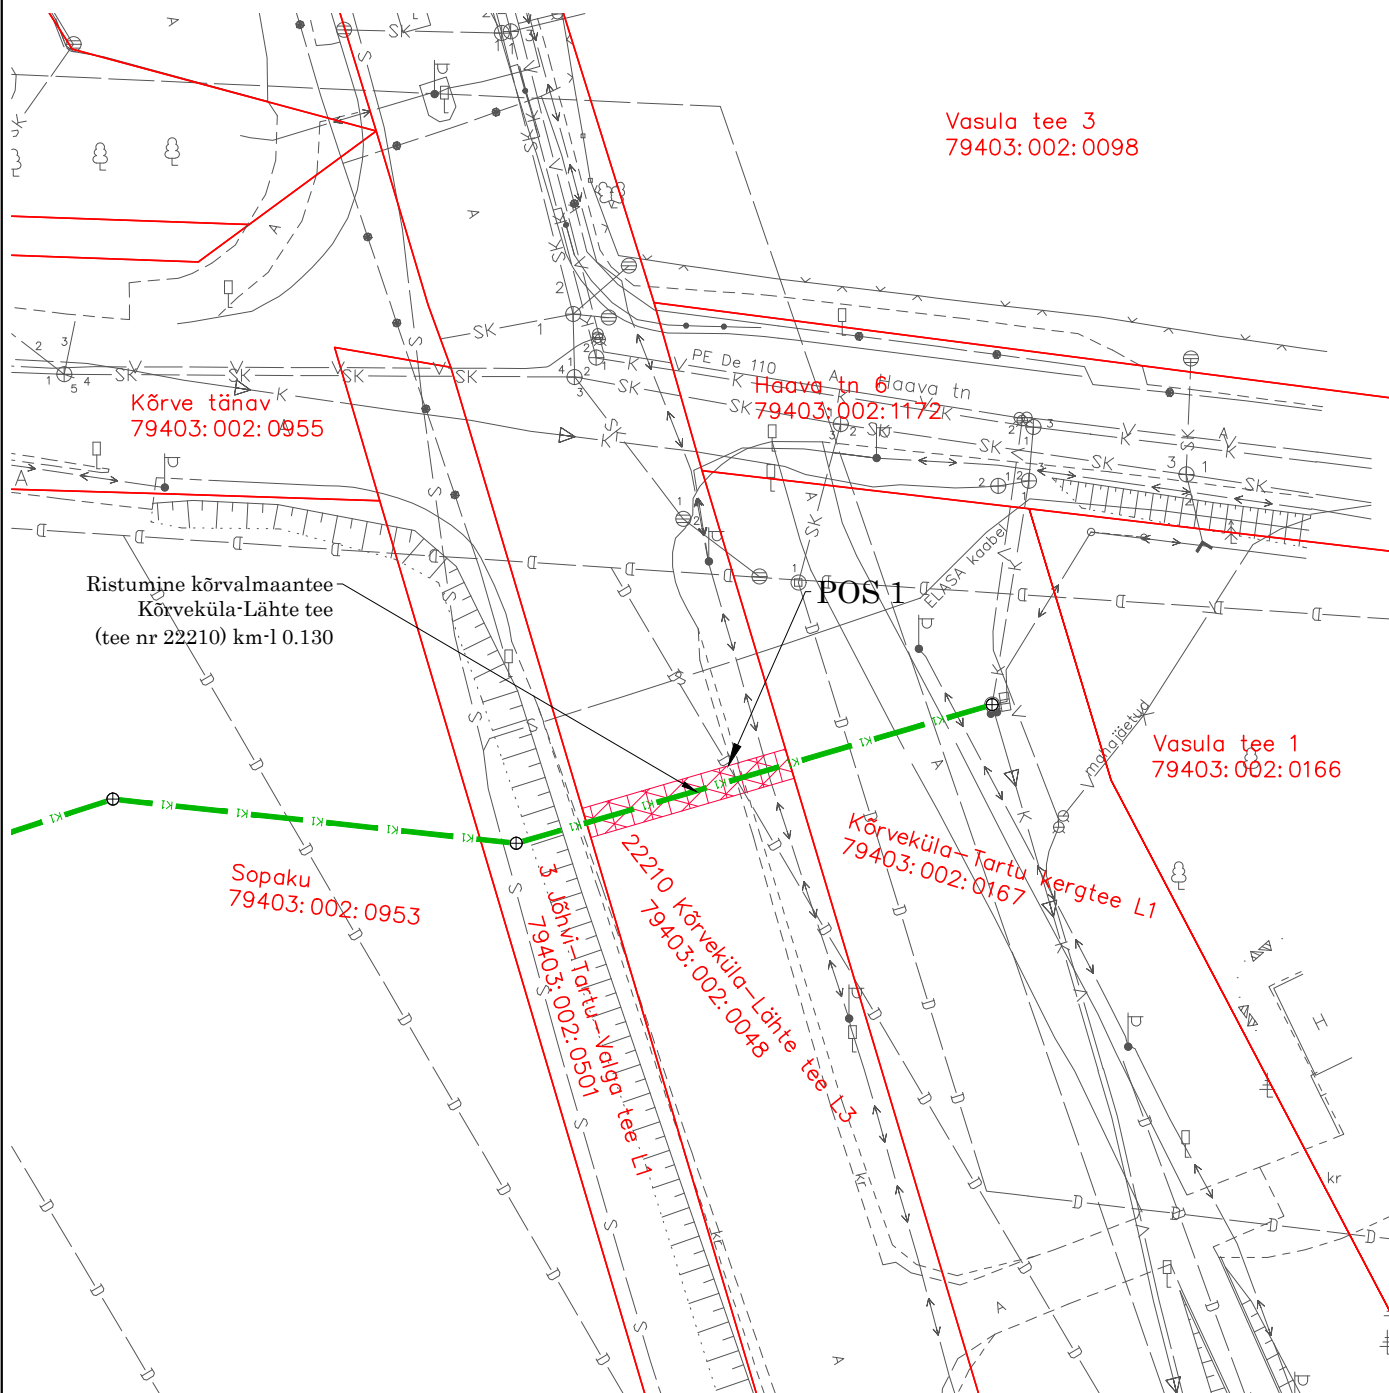 Vasula tee 3
79403:002:0098
PE De 110
Haava tn
Haava tn 6
79403:002:1172
Kõrve tänav
79403:002:0955
ELASA kaabel
Ristumine kõrvalmaantee
Kõrveküla-Lähte tee
(tee nr 22210) km-l 0.130
POS 1
mahajäetud
Vasula tee 1
79403:002:0166
Kõrveküla-Tartu kergtee L1
79403:002:0167
Sopaku
79403:002:0953
22210 Kõrveküla-Lähte tee L3
79403:002:0048
3 Jõhvi-Tartu-Valga tee L1
79403:002:0501
kr
kr
kr